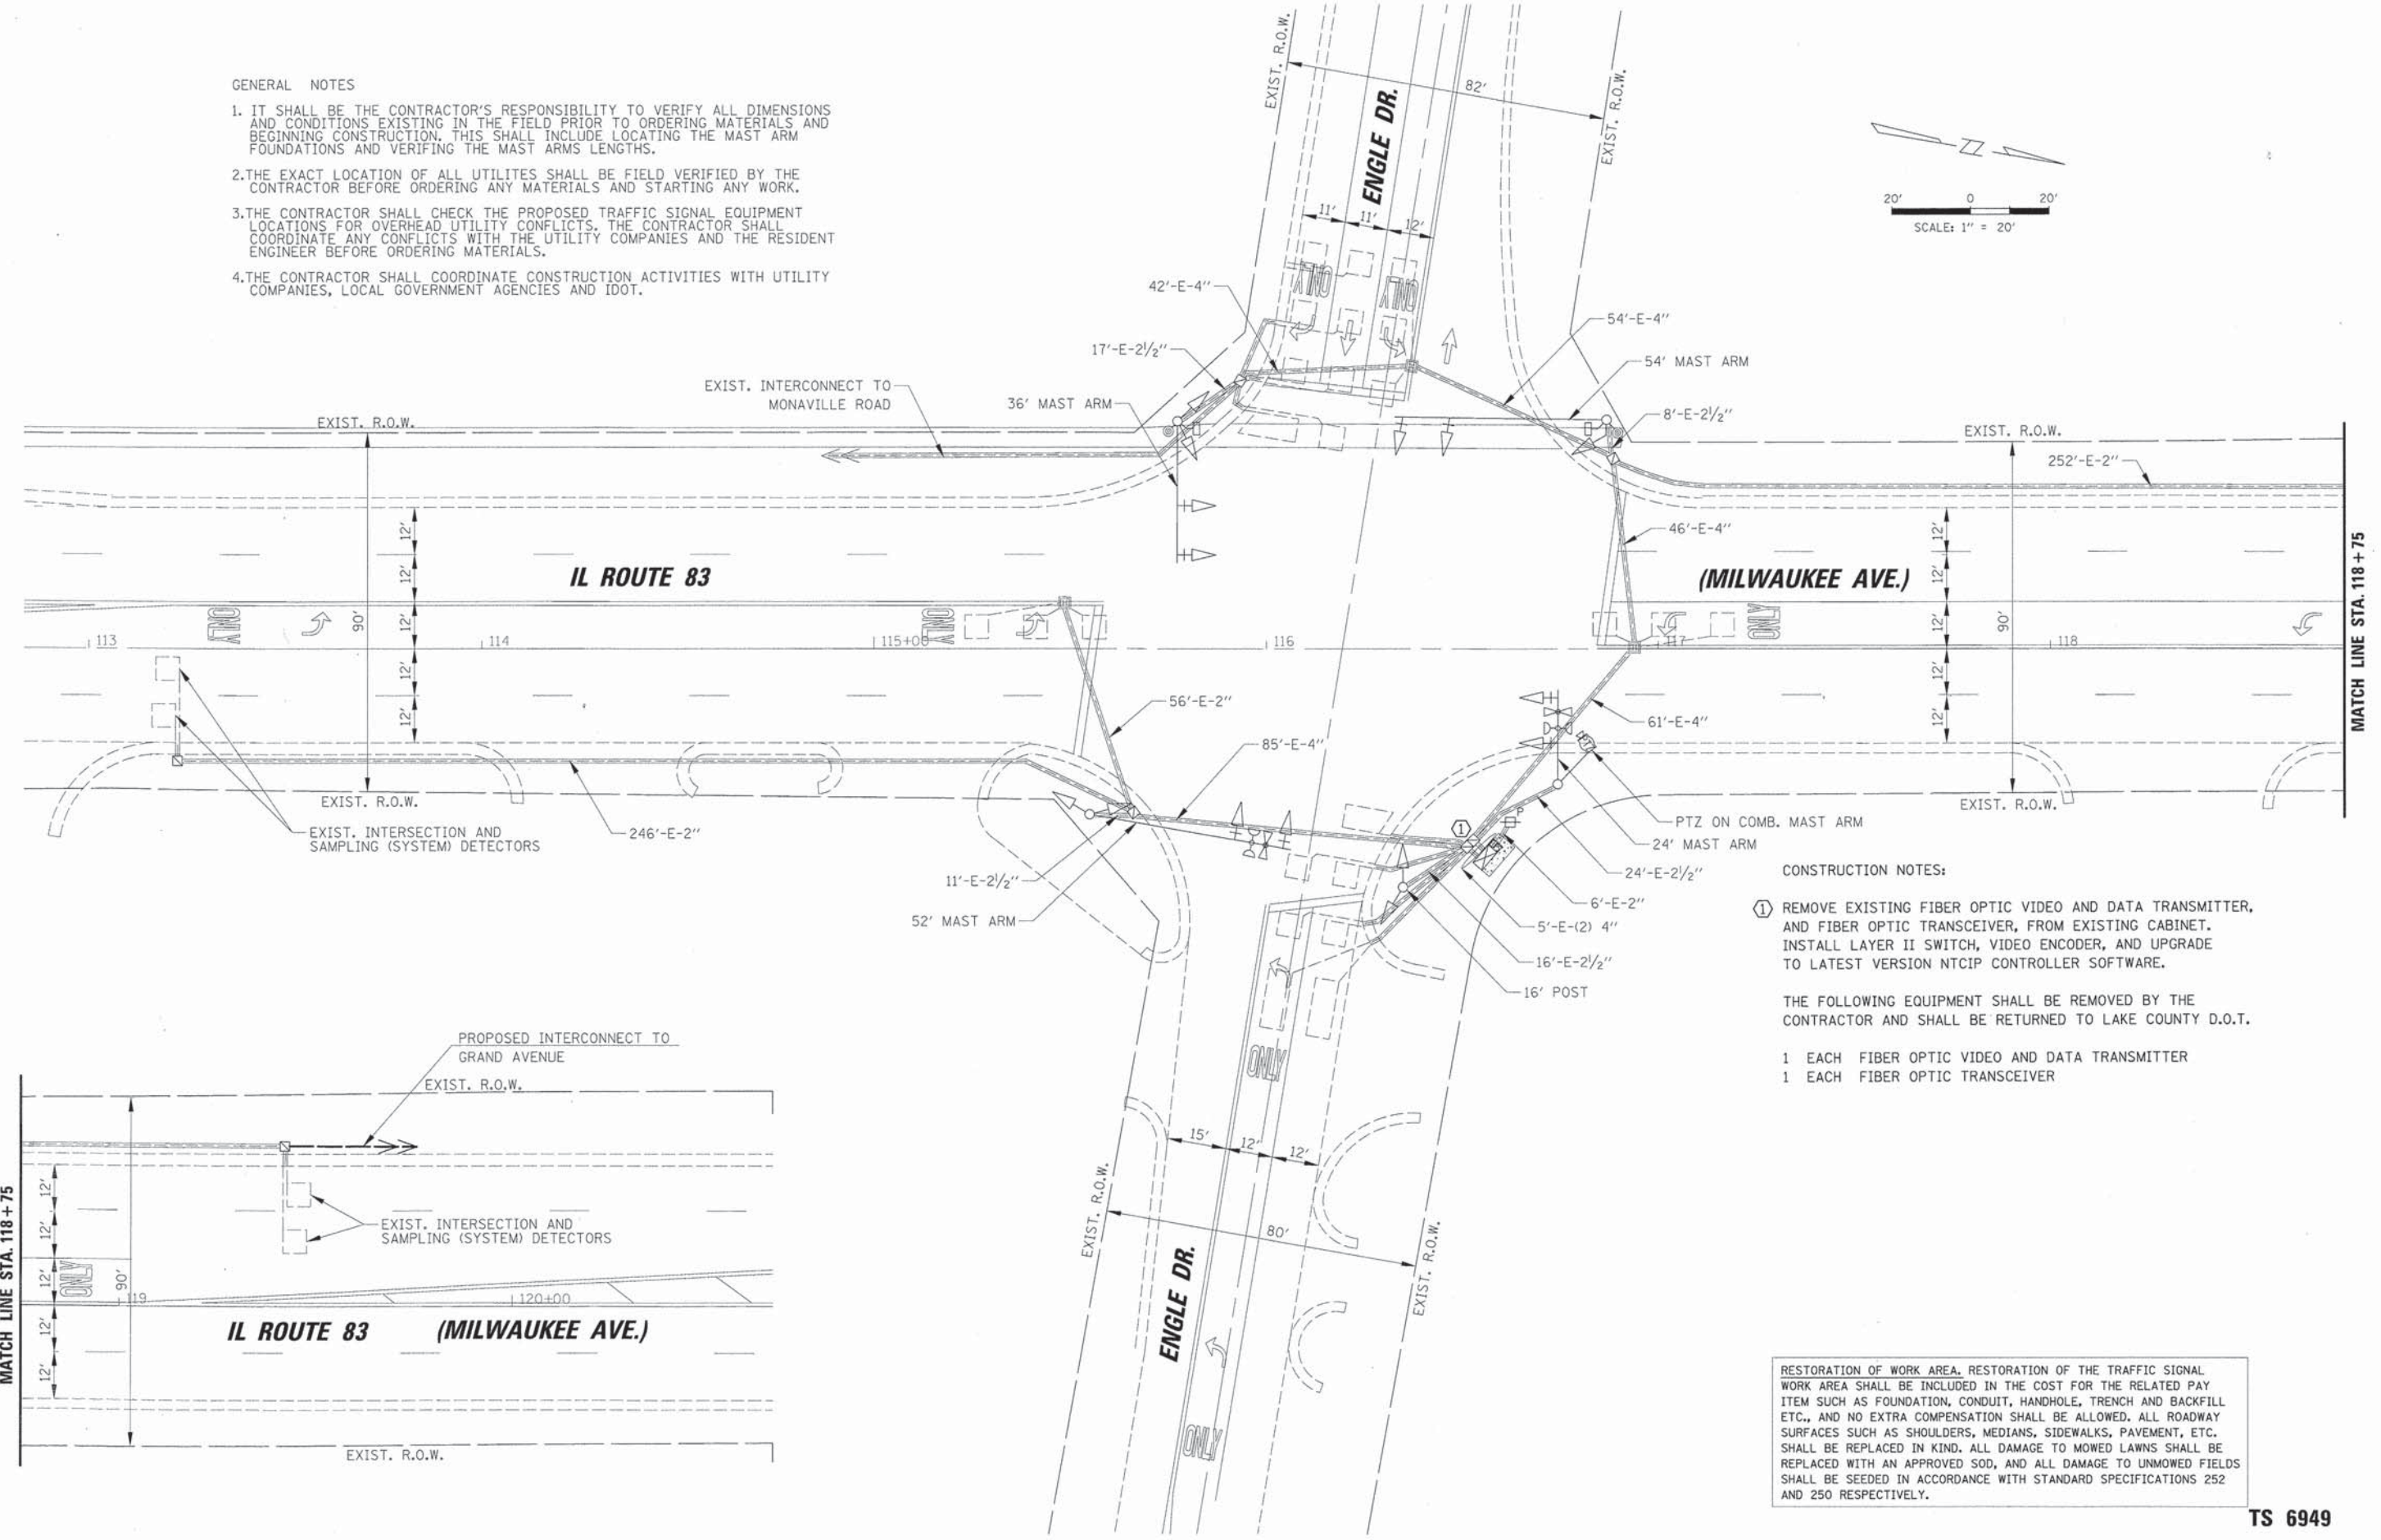 GENERAL NOTES
1. IT SHALL BE THE CONTRACTOR'S RESPONSIBILITY TO VERIFY ALL DIMENSIONS
AND CONDITIONS EXISTING IN THE FIELD PRIOR TO ORDERING MATERIALS AND
BEGINNING CONSTRUCTION. THIS SHALL INCLUDE LOCATING THE MAST ARM
FOUNDATIONS AND VERIFING THE MAST ARMS LENGTHS.
2.THE EXACT LOCATION OF ALL UTILITES SHALL BE FIELD VERIFIED BY THE
CONTRACTOR BEFORE ORDERING ANY MATERIALS AND STARTING ANY WORK.
3.THE CONTRACTOR SHALL CHECK THE PROPOSED TRAFFIC SIGNAL EQUIPMENT
LOCATIONS FOR OVERHEAD UTILITY CONFLICTS. THE CONTRACTOR SHALL
COORDINATE ANY CONFLICTS WITH THE UTILITY COMPANIES AND THE RESIDENT
ENGINEER BEFORE ORDERING MATERIALS.
4.THE CONTRACTOR SHALL COORDINATE CONSTRUCTION ACTIVITIES WITH UTILITY
COMPANIES, LOCAL GOVERNMENT AGENCIES AND IDOT.
EXIST. R.O.W.
82'
EXIST. R.O.W.
ENGLE DR.
11'
11'
12'
ONLY
ONLY
Z
20'
0
20'
SCALE: 1" = 20'
42'-E-4"
17'-E-2½"
54'-E-4"
54' MAST ARM
8'-E-2½"
EXIST. INTERCONNECT TO
MONAVILLE ROAD
36' MAST ARM
EXIST. R.O.W.
EXIST. R.O.W.
252'-E-2"
46'-E-4"
12'
12'
12'
12'
12'
90'
IL ROUTE 83
(MILWAUKEE AVE.)
12'
12'
12'
12'
12'
90'
MATCH LINE STA. 118+75
ONLY
ONLY
ONLY
113
114
115+00
116
117
118
56'-E-2"
61'-E-4"
85'-E-4"
EXIST. R.O.W.
EXIST. R.O.W.
EXIST. INTERSECTION AND
SAMPLING (SYSTEM) DETECTORS
246'-E-2"
11'-E-2½"
52' MAST ARM
1
P
PTZ ON COMB. MAST ARM
24' MAST ARM
24'-E-2½"
6'-E-2"
5'-E-(2) 4"
16'-E-2½"
16' POST
CONSTRUCTION NOTES:
1 REMOVE EXISTING FIBER OPTIC VIDEO AND DATA TRANSMITTER,
AND FIBER OPTIC TRANSCEIVER, FROM EXISTING CABINET.
INSTALL LAYER II SWITCH, VIDEO ENCODER, AND UPGRADE
TO LATEST VERSION NTCIP CONTROLLER SOFTWARE.
THE FOLLOWING EQUIPMENT SHALL BE REMOVED BY THE
CONTRACTOR AND SHALL BE RETURNED TO LAKE COUNTY D.O.T.
1 EACH FIBER OPTIC VIDEO AND DATA TRANSMITTER
1 EACH FIBER OPTIC TRANSCEIVER
PROPOSED INTERCONNECT TO
GRAND AVENUE
EXIST. R.O.W.
MATCH LINE STA. 118+75
12'
12'
12'
12'
12'
90'
ONLY
119
120+00
EXIST. INTERSECTION AND
SAMPLING (SYSTEM) DETECTORS
IL ROUTE 83 (MILWAUKEE AVE.)
EXIST. R.O.W.
ONLY
15'
12'
12'
EXIST. R.O.W.
80'
EXIST. R.O.W.
ENGLE DR.
ONLY
RESTORATION OF WORK AREA. RESTORATION OF THE TRAFFIC SIGNAL
WORK AREA SHALL BE INCLUDED IN THE COST FOR THE RELATED PAY
ITEM SUCH AS FOUNDATION, CONDUIT, HANDHOLE, TRENCH AND BACKFILL
ETC., AND NO EXTRA COMPENSATION SHALL BE ALLOWED. ALL ROADWAY
SURFACES SUCH AS SHOULDERS, MEDIANS, SIDEWALKS, PAVEMENT, ETC.
SHALL BE REPLACED IN KIND. ALL DAMAGE TO MOWED LAWNS SHALL BE
REPLACED WITH AN APPROVED SOD, AND ALL DAMAGE TO UNMOWED FIELDS
SHALL BE SEEDED IN ACCORDANCE WITH STANDARD SPECIFICATIONS 252
AND 250 RESPECTIVELY.
TS 6949